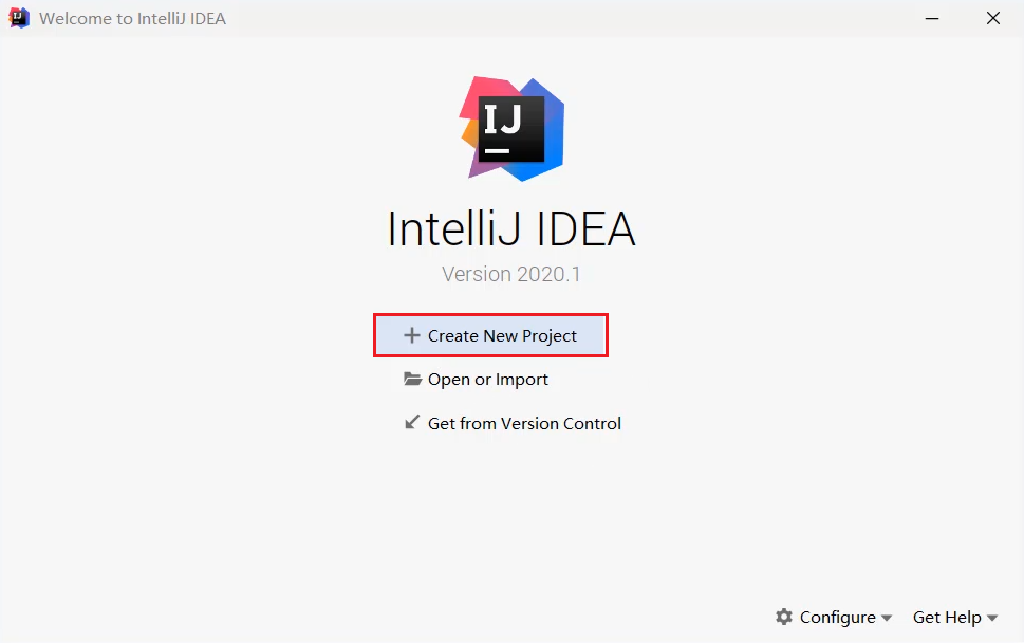 Welcome to IntelliJ IDEA
IJ
IntelliJ IDEA
Version 2020.1
Create New Project
Open or Import
Get from Version Control
Configure Get Help